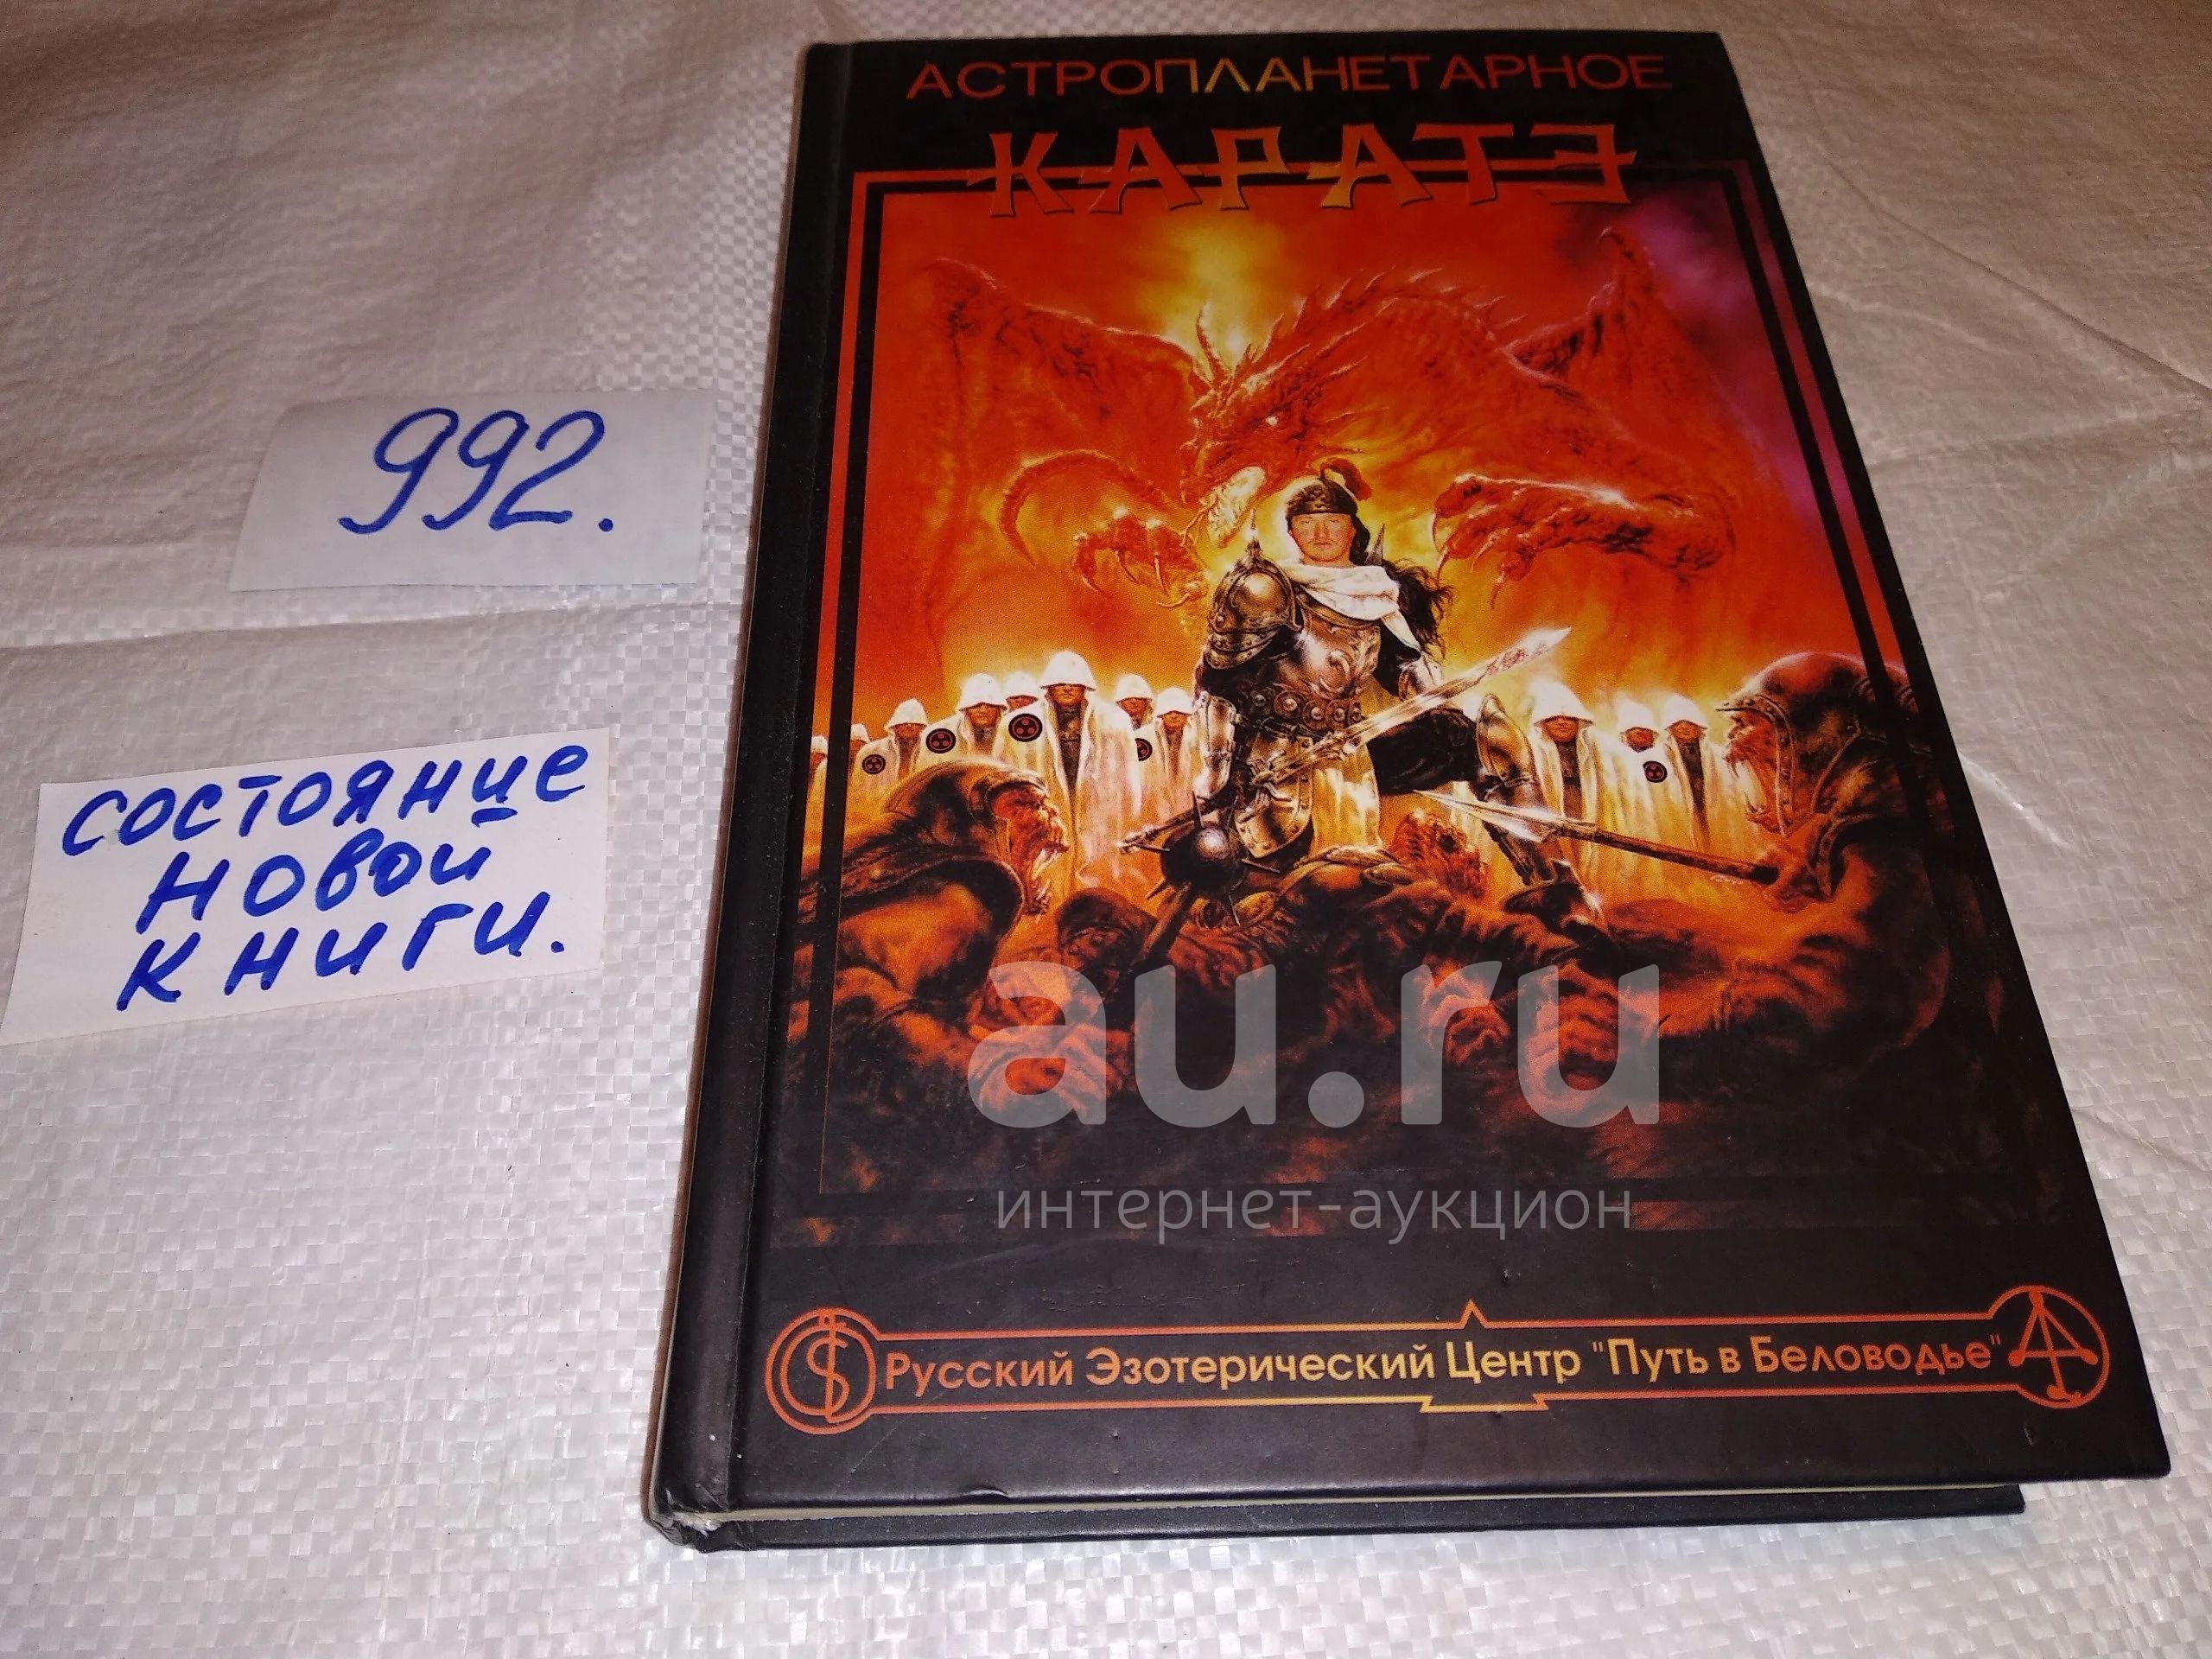 АСТРОПЛАНЕТАРНОЕ
КАРАТЭ
992.
состояние
новой
книги.
au.ru
интернет-аукцион
Русский Эзотерический Центр "Путь в Беловодье"